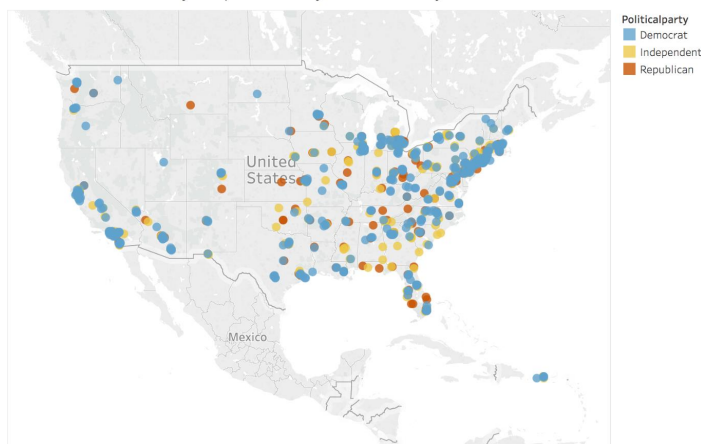 Politicalparty
Democrat
Independent
Republican
United
States
Mexico